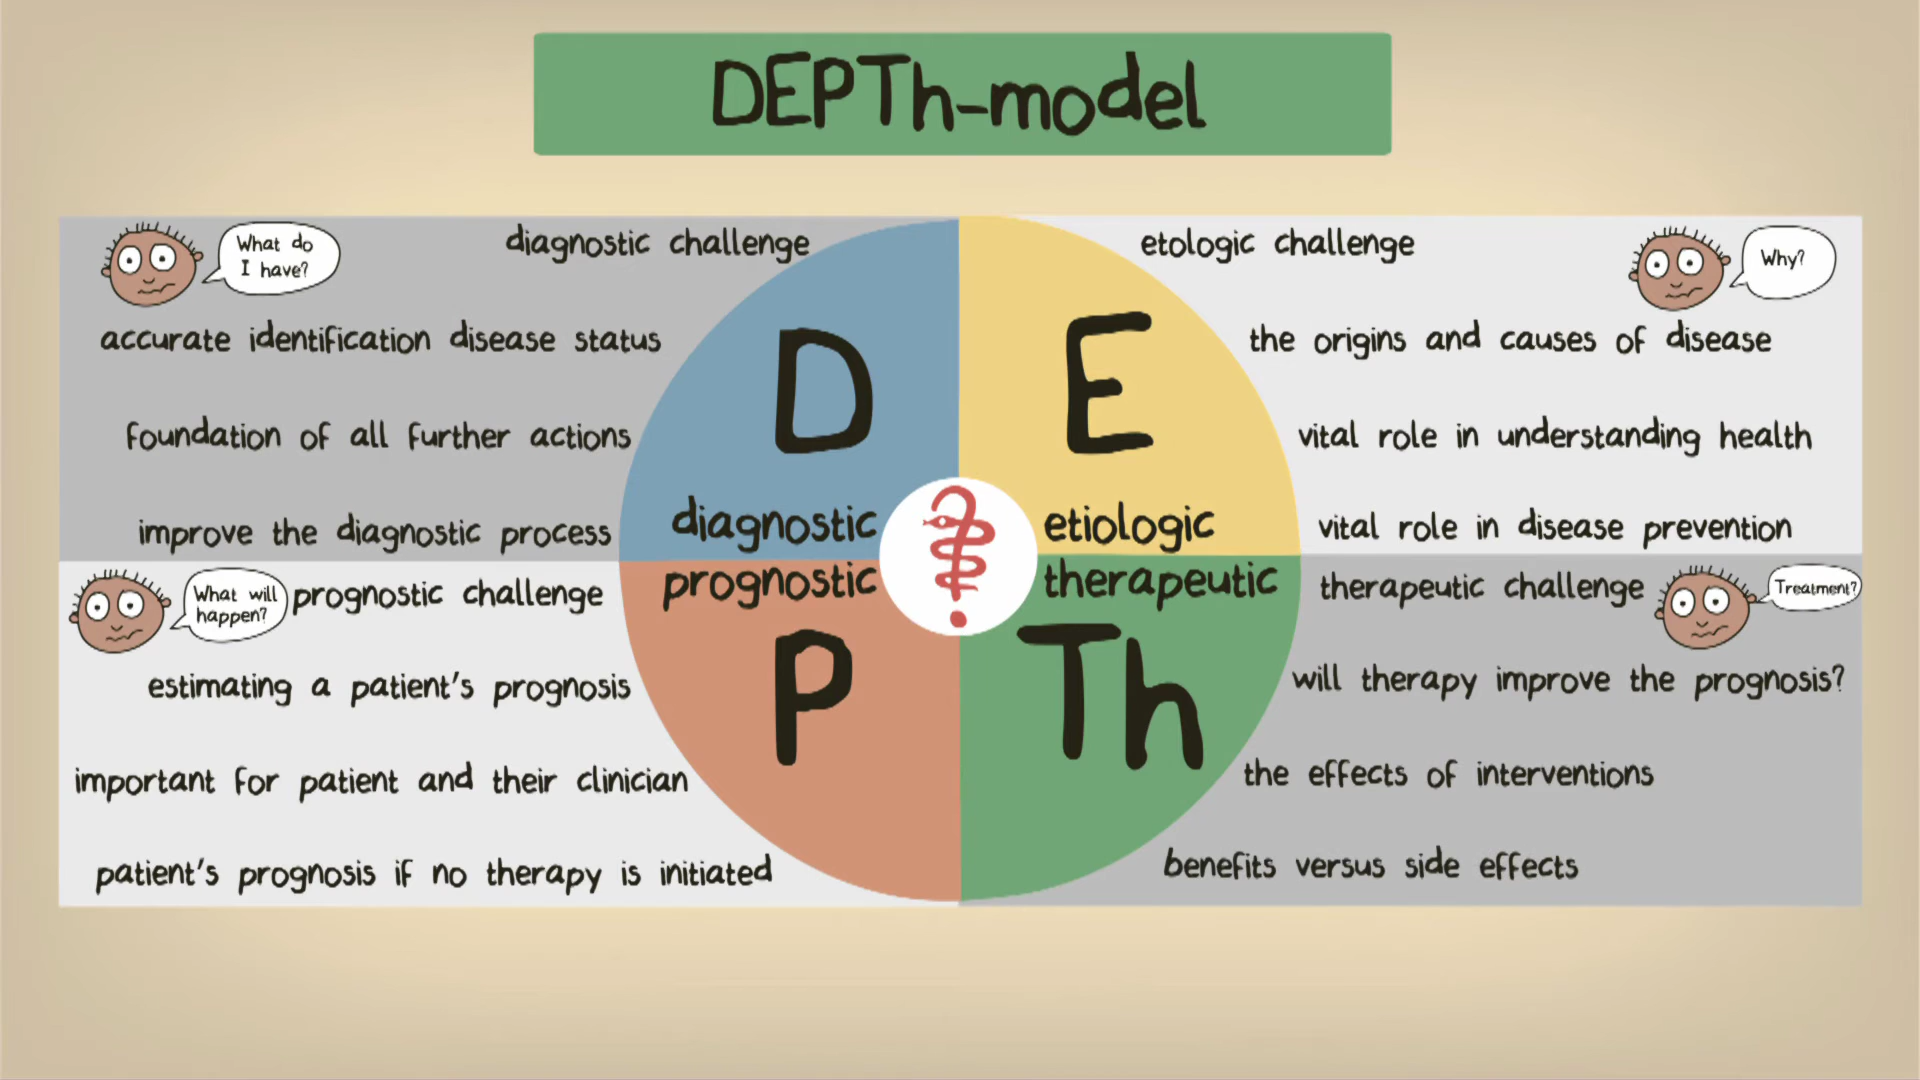 DEPTh-model
What do
I have?
diagnostic challenge
accurate identification disease status
foundation of all further actions
improve the diagnostic process
D
diagnostic
etologic challenge
Why?
the origins and causes of disease
vital role in understanding health
vital role in disease prevention
E
etiologic
What will
happen?
prognostic challenge
estimating a patient's prognosis
important for patient and their clinician
patient's prognosis if no therapy is initiated
prognostic
P
therapeutic
Th
therapeutic challenge
Treatment?
will therapy improve the prognosis?
the effects of interventions
benefits versus side effects